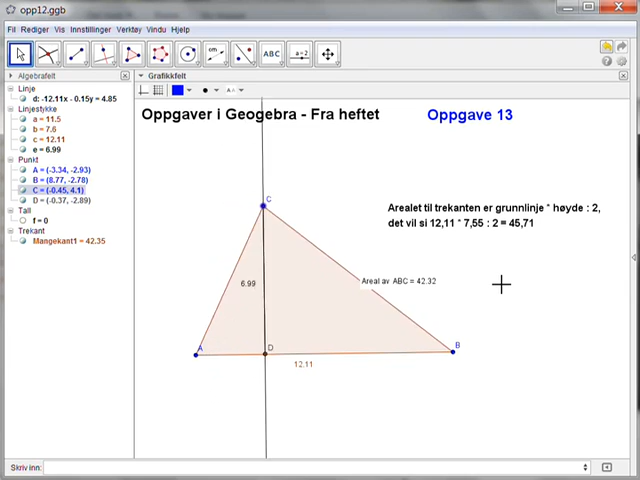 opp12.ggb
Fil Rediger Vis Innstillinger Verktøy Vindu Hjelp
ABC
a=2
Algebrafelt
Grafikkfelt
Linje
d: -12.11x - 0.15y = 4.85
Linjestykke
a = 11.5
b = 7.6
c = 12.11
e = 6.99
Punkt
A = (-3.34, -2.93)
B = (8.77, -2.78)
C = (-0.45, 4.1)
D = (-0.37, -2.89)
Tall
f = 0
Trekant
Mangekant1 = 42.35
Oppgaver i Geogebra - Fra heftet
Oppgave 13
C
Arealet til trekanten er grunnlinje * høyde : 2,
det vil si 12,11 * 7,55 : 2 = 45,71
6.99
Areal av ABC = 42.32
A
D
B
12.11
Skriv inn: